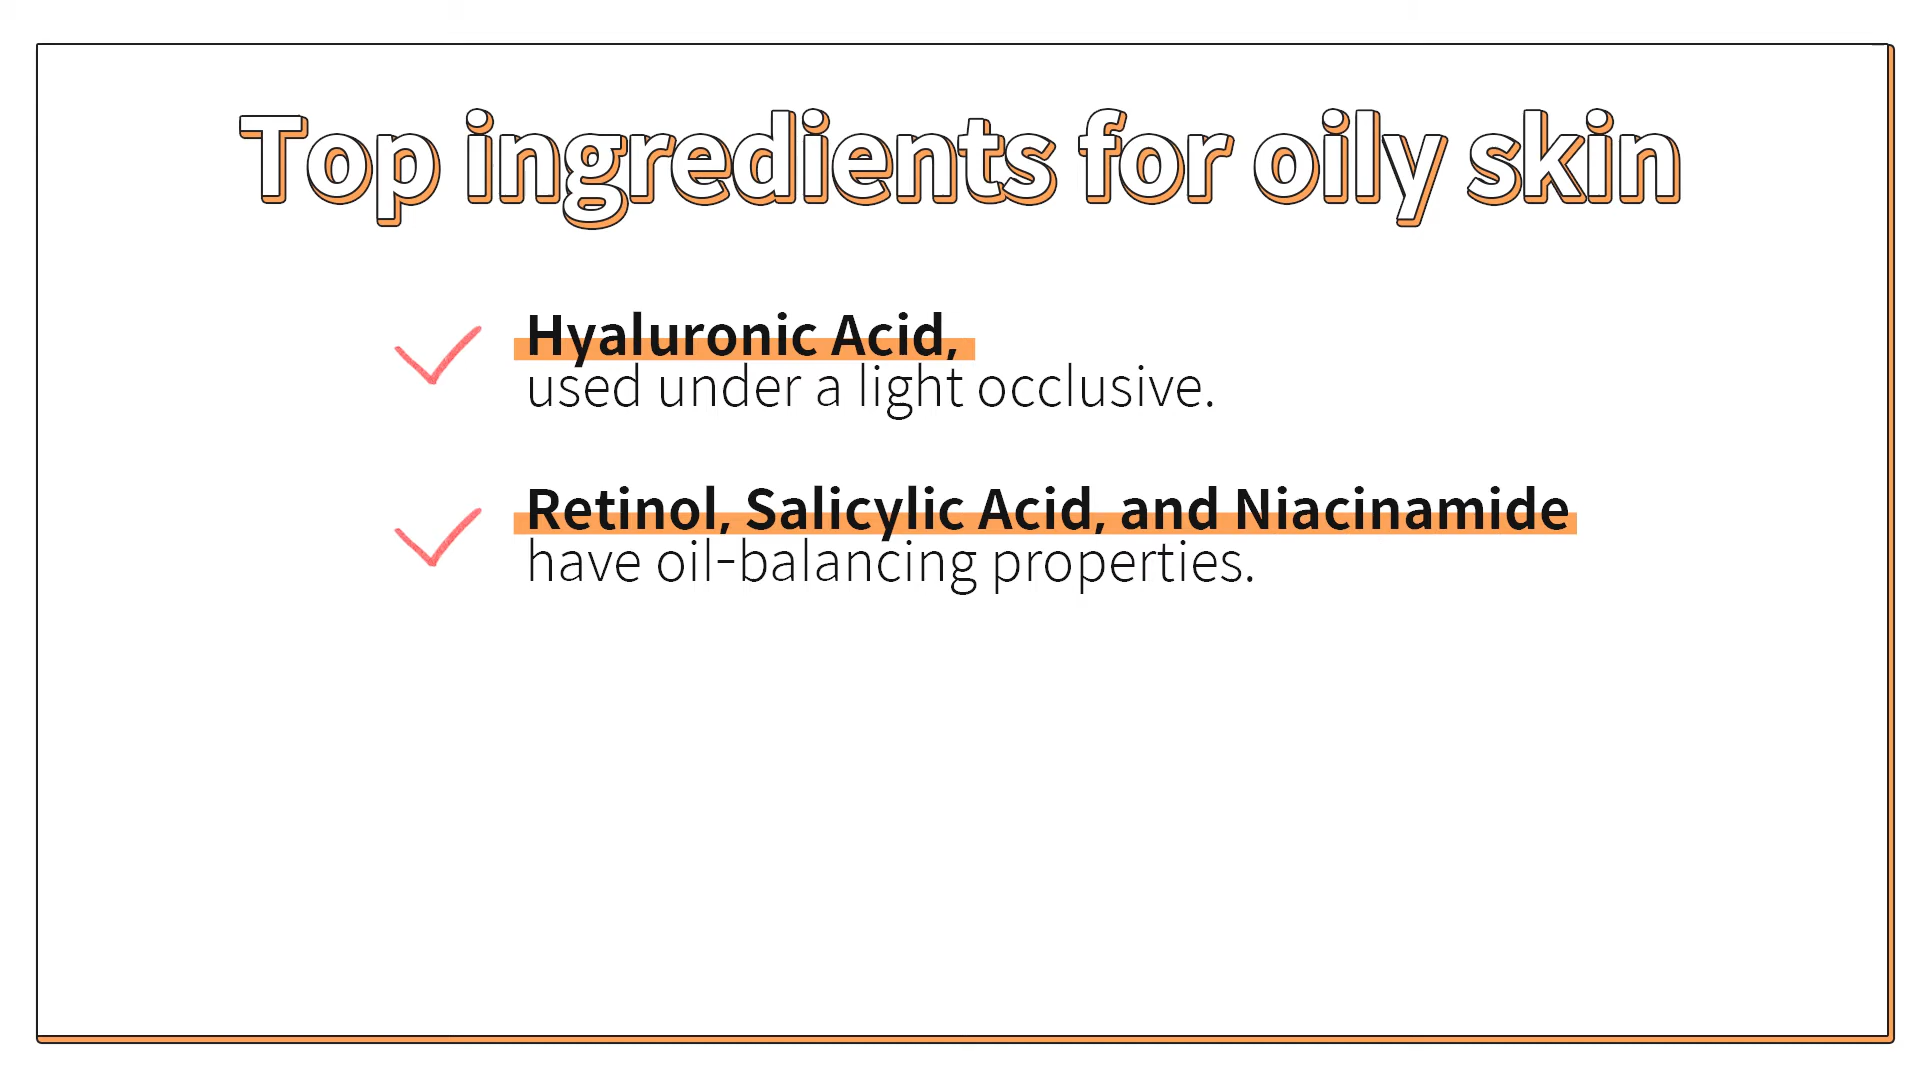 Top ingredients for oily skin
Hyaluronic Acid,
used under a light occlusive.
Retinol, Salicylic Acid, and Niacinamide
have oil-balancing properties.